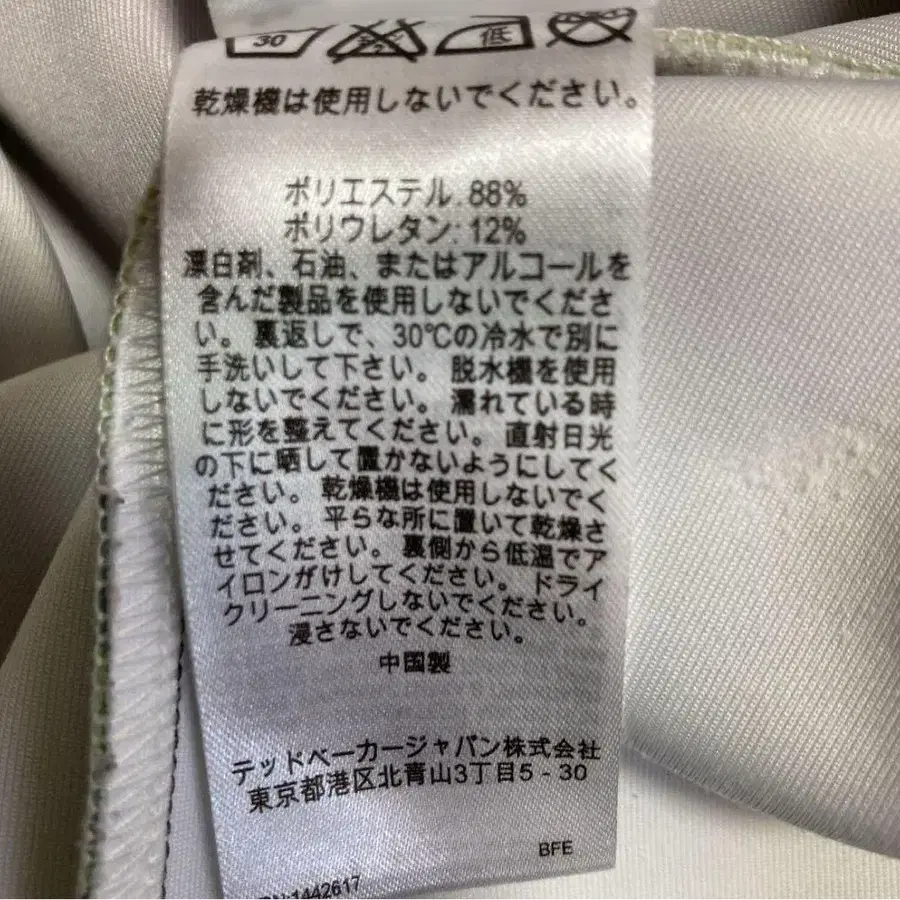 30
低
乾燥機は使用しないでください。
ポリエステル: 88%
ポリウレタン: 12%
漂白剤、石油、またはアルコールを
含んだ製品を使用しないでくださ
い。裏返しで、30℃の冷水で別に
手洗いして下さい。脱水機を使用
しないでください。濡れている時
に形を整えてください。直射日光
の下に晒して置かないようにしてく
ださい。乾燥機は使用しないでく
ださい。平らな所に置いて乾燥さ
せてください。裏側から低温でア
イロンがけしてください。ドライ
クリーニングしないでください。
浸さないでください。
中国製
テッドベーカージャパン株式会社
東京都港区北青山3丁目5-30
BFE
1442617